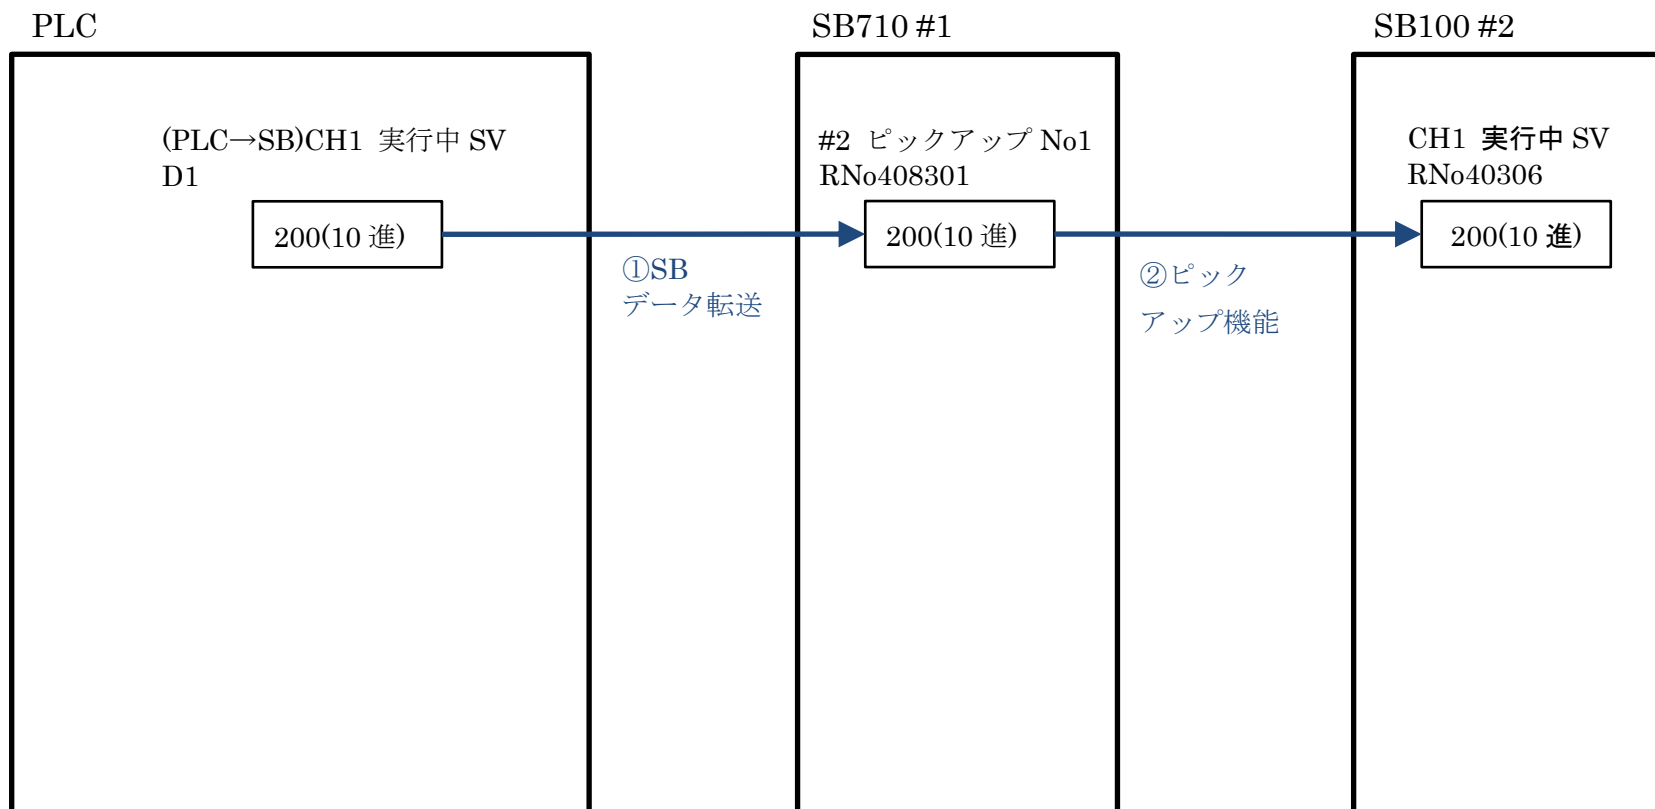 PLC
SB710 #1
SB100 #2
(PLC→SB)CH1 実行中 SV
D1
200(10 進)
#2 ピックアップ No1
RNo408301
200(10 進)
CH1 実行中 SV
RNo40306
200(10 進)
①SB
データ転送
②ピック
アップ機能